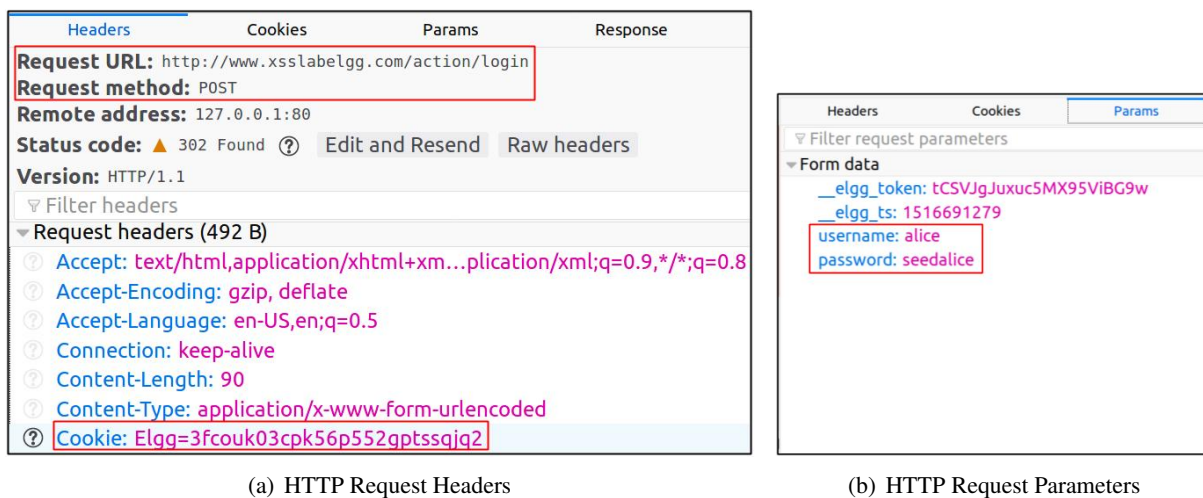 Headers Cookies Params Response
Request URL: http://www.xsslabelgg.com/action/login
Request method: POST
Remote address: 127.0.0.1:80
Status code: 302 Found ? Edit and Resend Raw headers
Version: HTTP/1.1
Filter headers
Request headers (492 B)
? Accept: text/html,application/xhtml+xm…plication/xml;q=0.9,*/*;q=0.8
? Accept-Encoding: gzip, deflate
? Accept-Language: en-US,en;q=0.5
? Connection: keep-alive
? Content-Length: 90
? Content-Type: application/x-www-form-urlencoded
? Cookie: Elgg=3fcouk03cpk56p552gptssqjq2
(a) HTTP Request Headers
Headers Cookies Params
Filter request parameters
Form data
__elgg_token: tCSVJgJuxuc5MX95ViBG9w
__elgg_ts: 1516691279
username: alice
password: seedalice
(b) HTTP Request Parameters